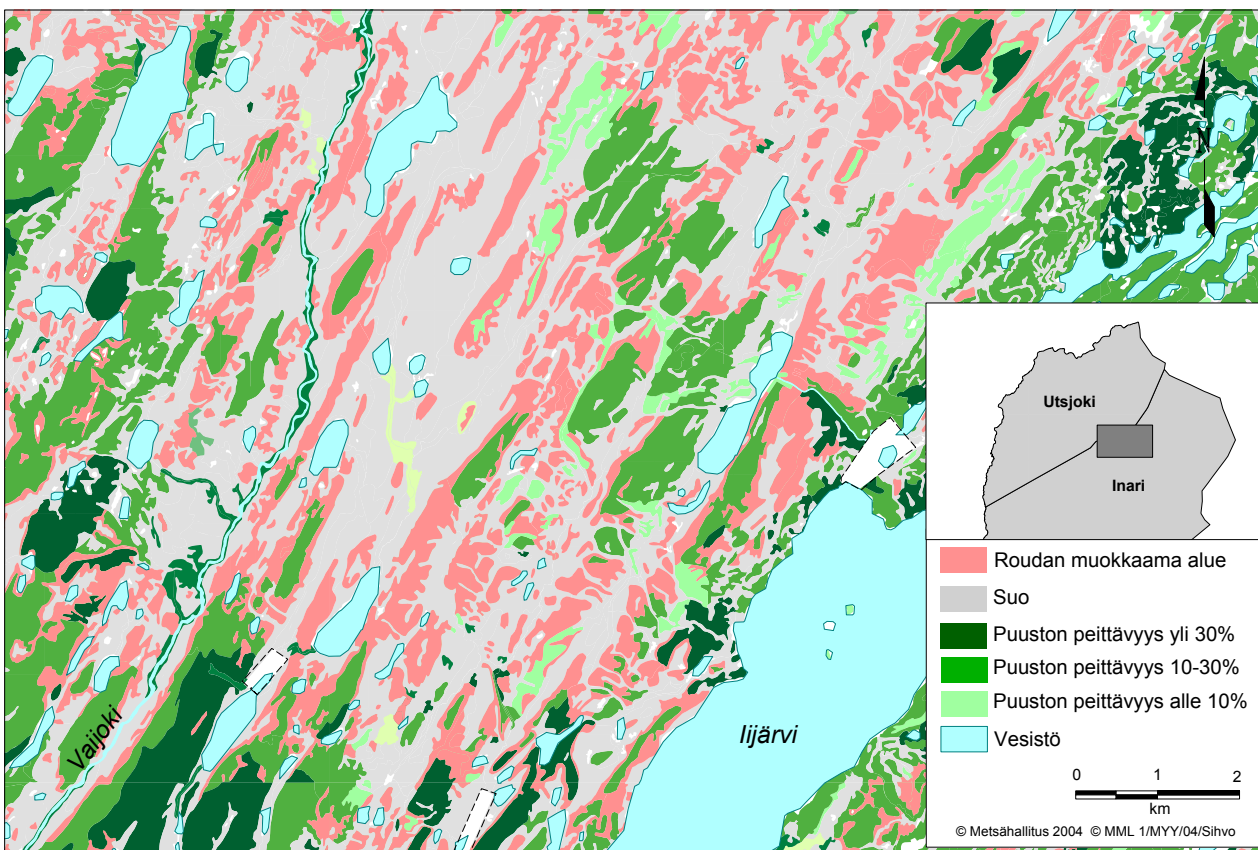 N
Utsjoki
Inari
Roudan muokkaama alue
Suo
Puuston peittävyys yli 30%
Puuston peittävyys 10-30%
Puuston peittävyys alle 10%
Vesistö
Vaijoki
Iijärvi
0 1 2
km
© Metsähallitus 2004 © MML 1/MYY/04/Sihvo